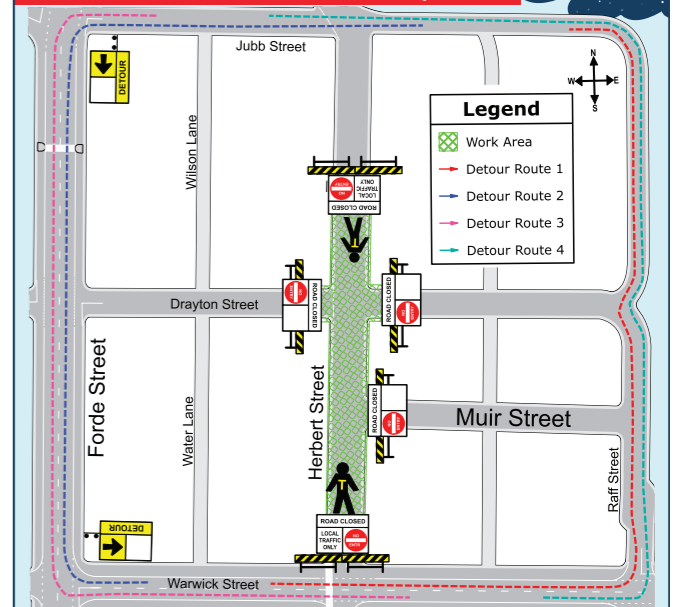 Jubb Street
DETOUR
N
W
E
S
Legend
Work Area
Detour Route 1
Detour Route 2
Detour Route 3
Detour Route 4
Wilson Lane
NO ENTRY
LOCAL
TRAFFIC
ONLY
ROAD CLOSED
Drayton Street
NO ENTRY
ROAD CLOSED
ROAD CLOSED
NO ENTRY
Forde Street
Water Lane
Herbert Street
ROAD CLOSED
NO ENTRY
Muir Street
Raff Street
ROAD CLOSED
LOCAL
TRAFFIC
ONLY
NO ENTRY
DETOUR
Warwick Street